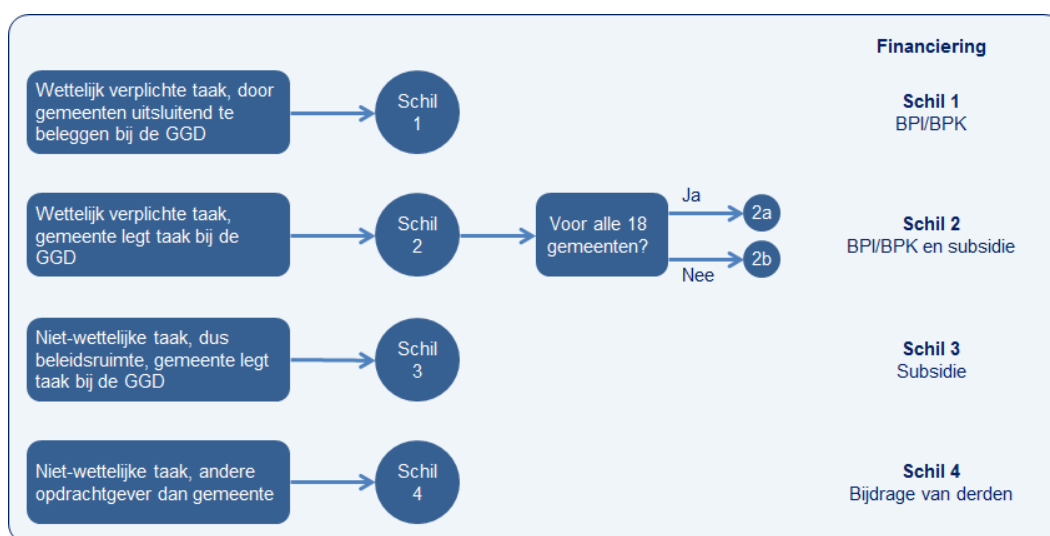 Financiering
Wettelijk verplichte taak, door
gemeenten uitsluitend te
beleggen bij de GGD
Schil
1
Schil 1
BPI/BPK
Wettelijk verplichte taak,
gemeente legt taak bij de
GGD
Schil
2
Voor alle 18
gemeenten?
Ja
2a
Nee
2b
Schil 2
BPI/BPK en subsidie
Niet-wettelijke taak, dus
beleidsruimte, gemeente legt
taak bij de GGD
Schil
3
Schil 3
Subsidie
Niet-wettelijke taak, andere
opdrachtgever dan gemeente
Schil
4
Schil 4
Bijdrage van derden